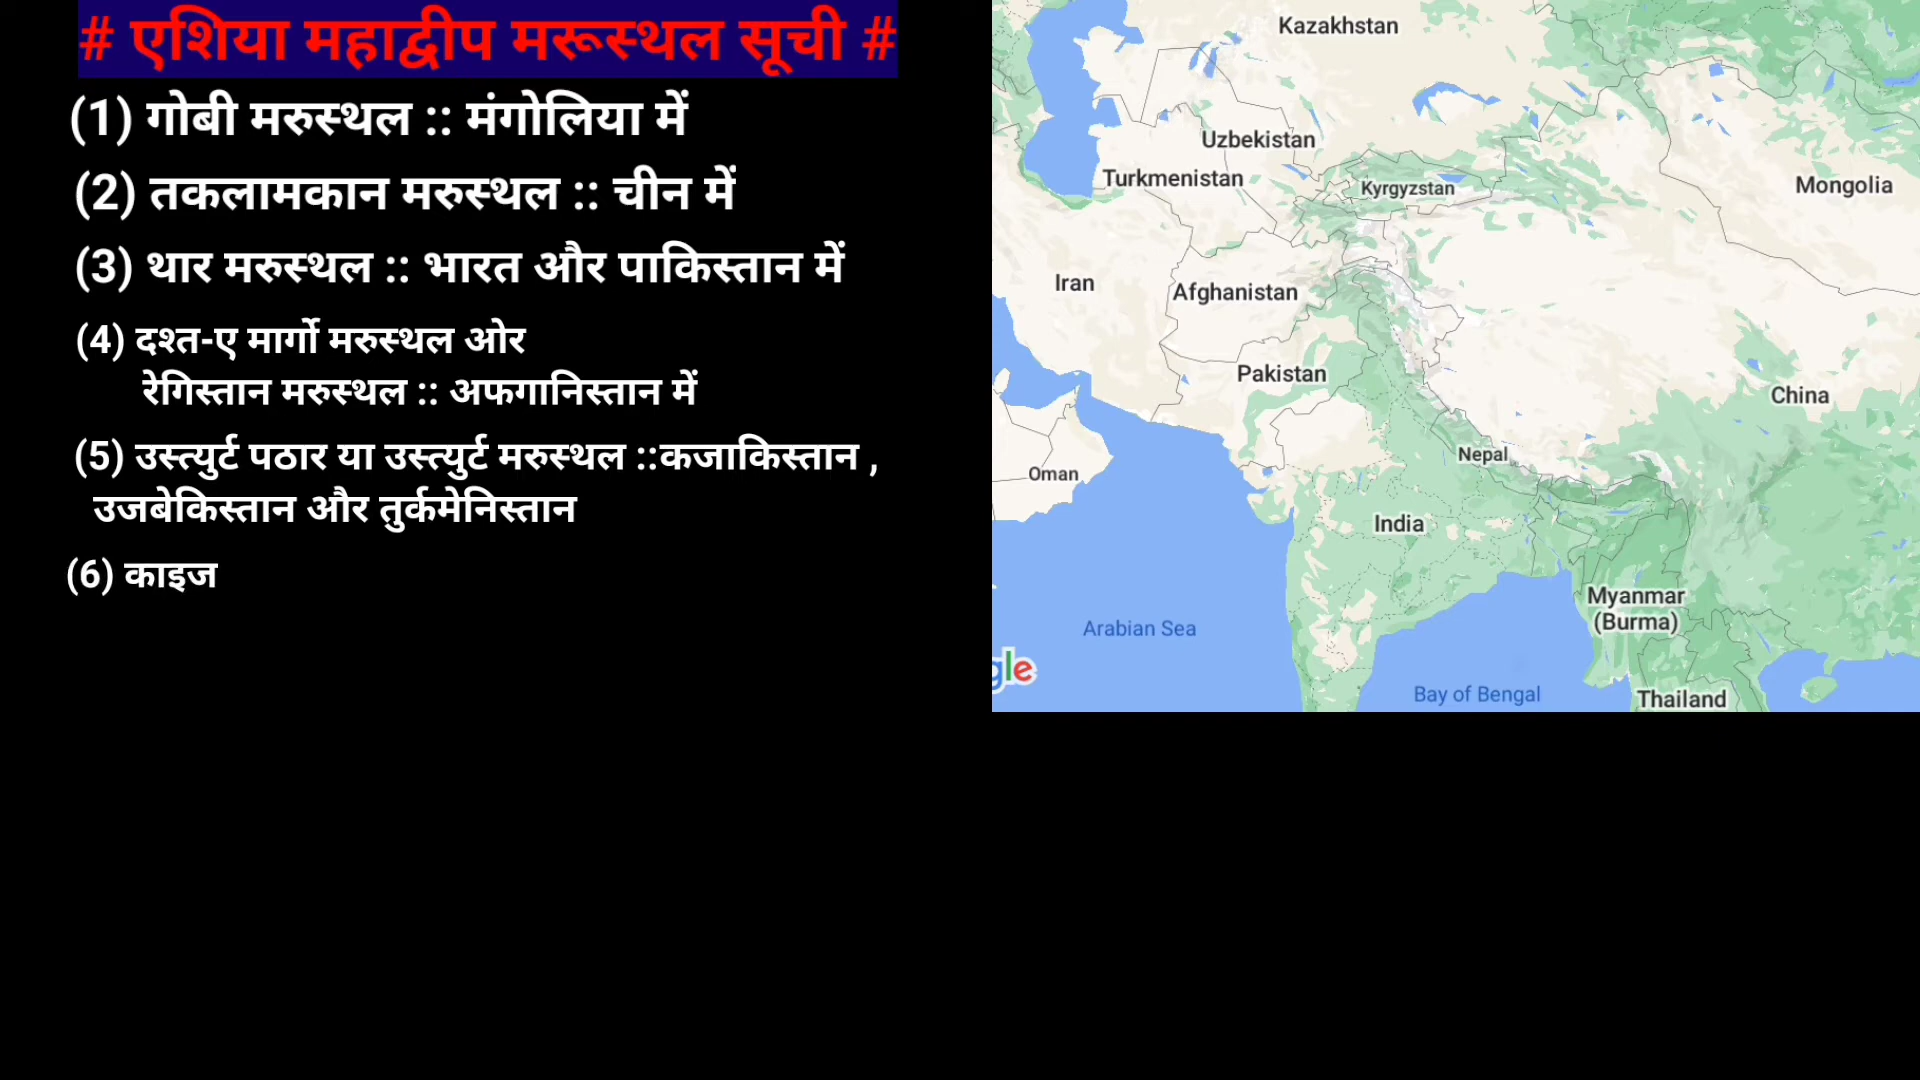 # एशिया महाद्वीप मरूस्थल सूची #
(1) गोबी मरुस्थल :: मंगोलिया में
(2) तकलामकान मरुस्थल :: चीन में
(3) थार मरुस्थल :: भारत और पाकिस्तान में
(4) दश्त-ए मार्गो मरुस्थल ओर
रेगिस्तान मरुस्थल :: अफगानिस्तान में
(5) उस्त्युर्ट पठार या उस्त्युर्ट मरुस्थल ::कजाकिस्तान ,
उजबेकिस्तान और तुर्कमेनिस्तान
(6) काइज
Kazakhstan
Uzbekistan
Turkmenistan
Kyrgyzstan
Mongolia
Iran
Afghanistan
Pakistan
China
Nepal
Oman
India
Myanmar
(Burma)
Arabian Sea
gle
Bay of Bengal
Thailand